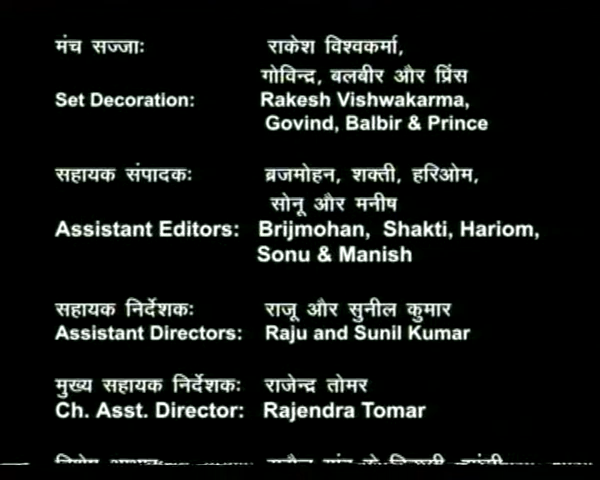 मंच सज्जाः राकेश विश्वकर्मा,
गोविन्द्र, बलबीर और प्रिंस
Set Decoration: Rakesh Vishwakarma,
Govind, Balbir & Prince
सहायक संपादकः ब्रजमोहन, शक्ती, हरिओम,
सोनू और मनीष
Assistant Editors: Brijmohan, Shakti, Hariom,
Sonu & Manish
सहायक निर्देशकः राजू और सुनील कुमार
Assistant Directors: Raju and Sunil Kumar
मुख्य सहायक निर्देशकः राजेन्द्र तोमर
Ch. Asst. Director: Rajendra Tomar